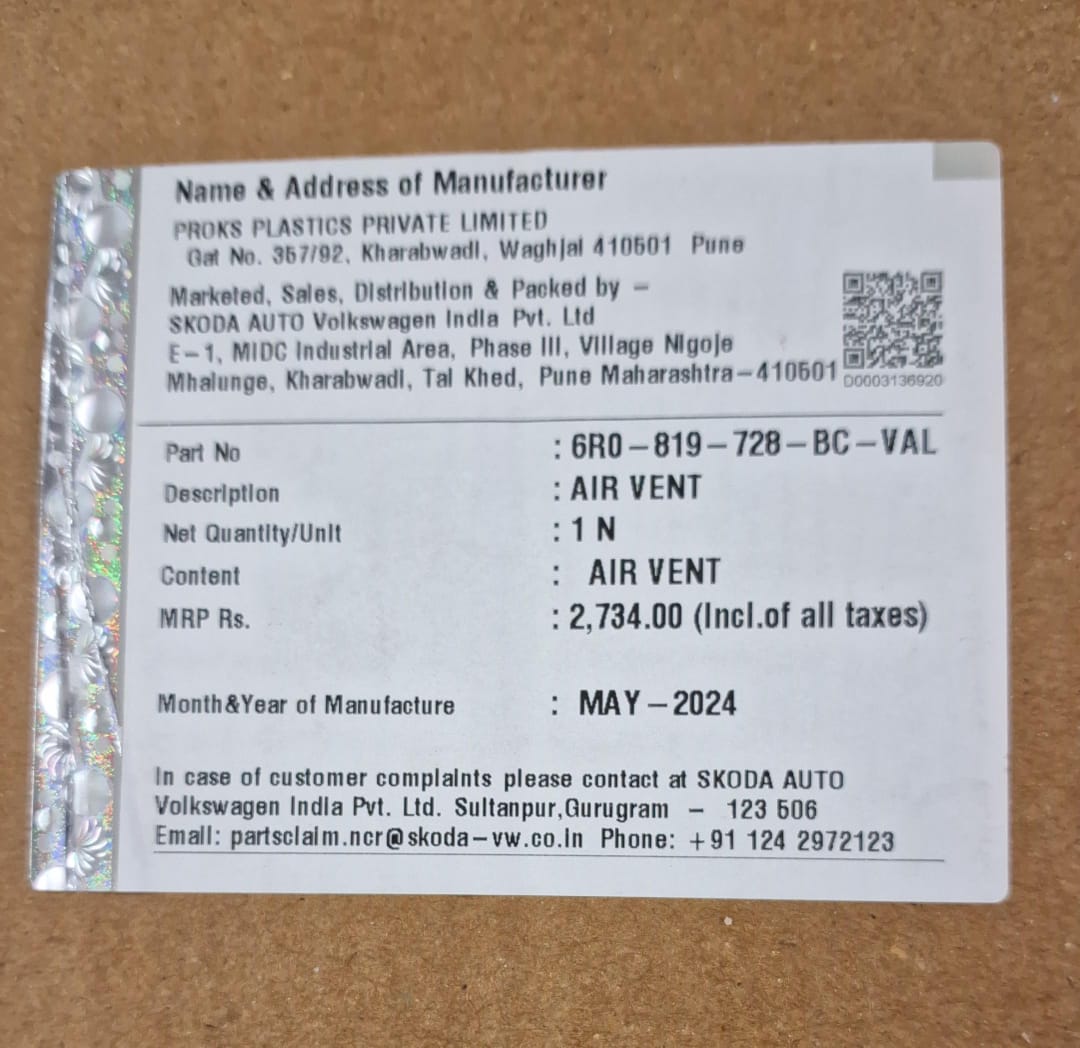 Name & Address of Manufacturer
PROKS PLASTICS PRIVATE LIMITED
Gat No. 357/92, Kharabwadi, Waghjai 410501 Pune
Marketed, Sales, Distribution & Packed by -
SKODA AUTO Volkswagen India Pvt. Ltd
E-1, MIDC Industrial Area, Phase III, Village Nigoje
Mhalunge, Kharabwadi, Tal Khed, Pune Maharashtra-410501
D0003136920
Part No : 6R0-819-728-BC-VAL
Description : AIR VENT
Net Quantity/Unit : 1 N
Content : AIR VENT
MRP Rs. : 2,734.00 (Incl.of all taxes)
Month&Year of Manufacture : MAY-2024
In case of customer complaints please contact at SKODA AUTO
Volkswagen India Pvt. Ltd. Sultanpur,Gurugram - 123 506
Email: partsclaim.ncr@skoda-vw.co.in Phone: +91 124 2972123